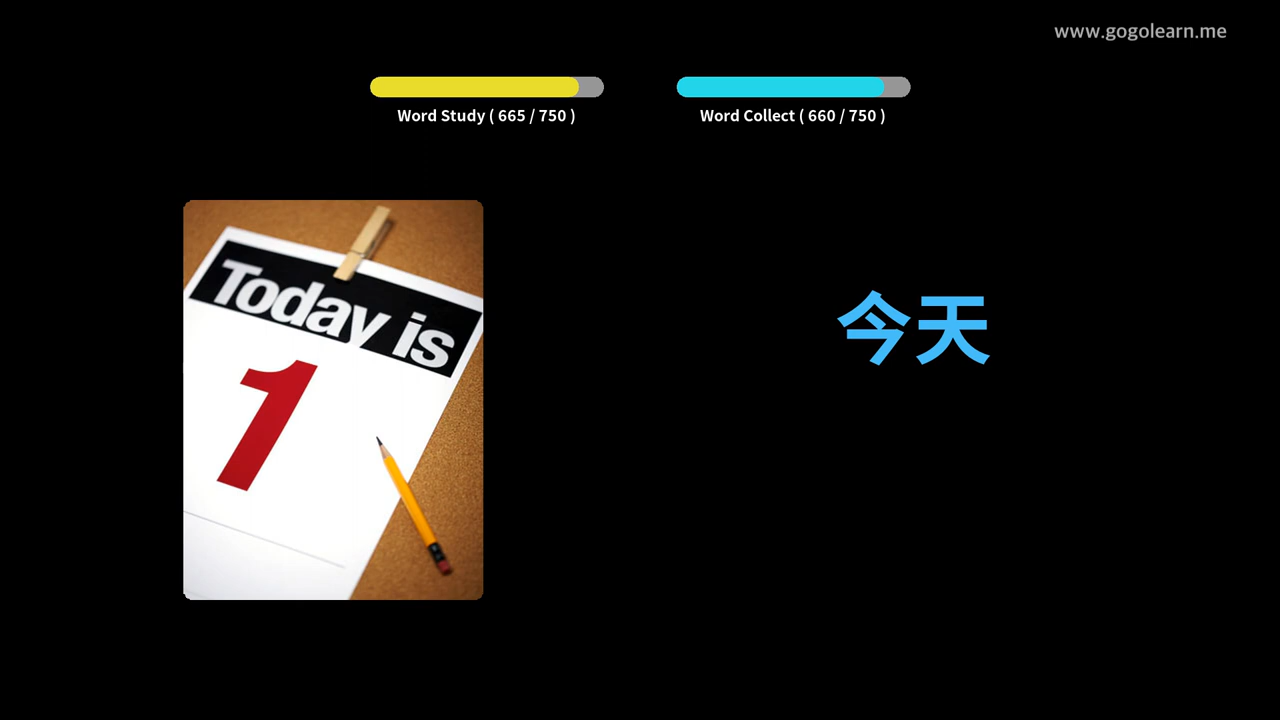 www.gogolearn.me
Word Study ( 665 / 750 )
Word Collect ( 660 / 750 )
Today is
1
今天